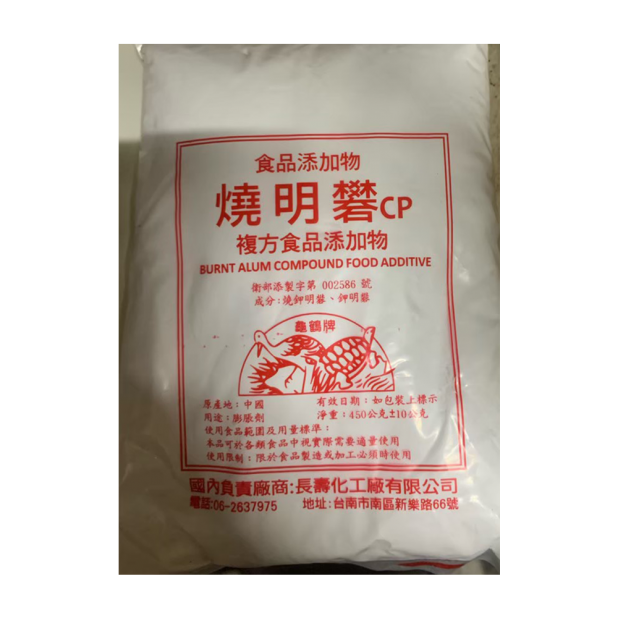 食品添加物
燒明礬CP
複方食品添加物
BURNT ALUM COMPOUND FOOD ADDITIVE
衛部添製字第 002586 號
成分:燒鉀明礬、鉀明礬
龜鶴牌
原產地:中國
有效日期:如包裝上標示
用途:膨脹劑
淨重:450公克±10公克
使用食品範圍及用量標準:
本品可於各類食品中視實際需要適量使用
使用限制:限於食品製造或加工必須時使用
國內負責廠商:長壽化工廠有限公司
電話:06-2637975 地址:台南市南區新樂路66號